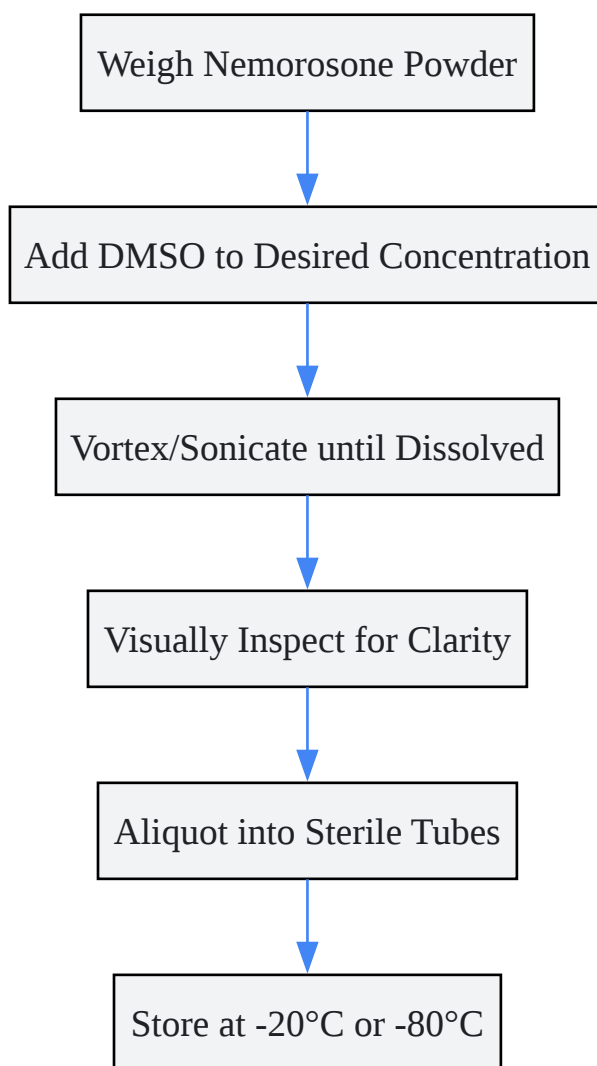 Weigh Nemorosone Powder
Add DMSO to Desired Concentration
Vortex/Sonicate until Dissolved
Visually Inspect for Clarity
Aliquot into Sterile Tubes
Store at -20°C or -80°C